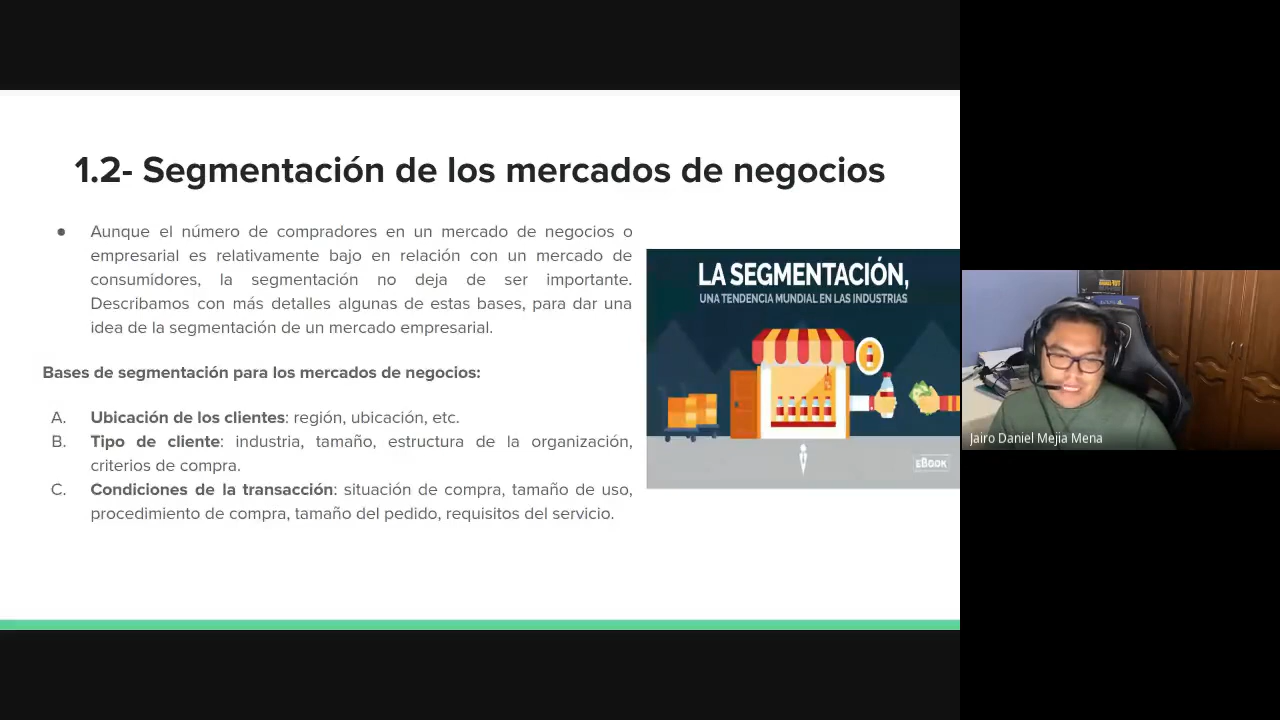 1.2- Segmentación de los mercados de negocios
● Aunque el número de compradores en un mercado de negocios o
empresarial es relativamente bajo en relación con un mercado de
consumidores, la segmentación no deja de ser importante.
Describamos con más detalles algunas de estas bases, para dar una
idea de la segmentación de un mercado empresarial.
Bases de segmentación para los mercados de negocios:
A. Ubicación de los clientes: región, ubicación, etc.
B. Tipo de cliente: industria, tamaño, estructura de la organización,
criterios de compra.
C. Condiciones de la transacción: situación de compra, tamaño de uso,
procedimiento de compra, tamaño del pedido, requisitos del servicio.
LA SEGMENTACIÓN,
UNA TENDENCIA MUNDIAL EN LAS INDUSTRIAS
eBOOK
Jairo Daniel Mejia Mena